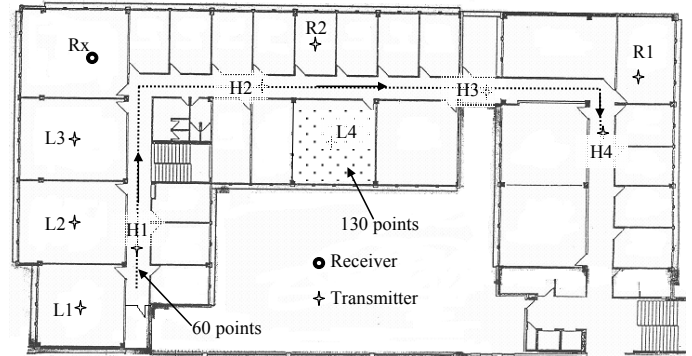 Rx
R2
R1
H2
H3
L3
L4
H4
L2
H1
130 points
Receiver
L1
Transmitter
60 points